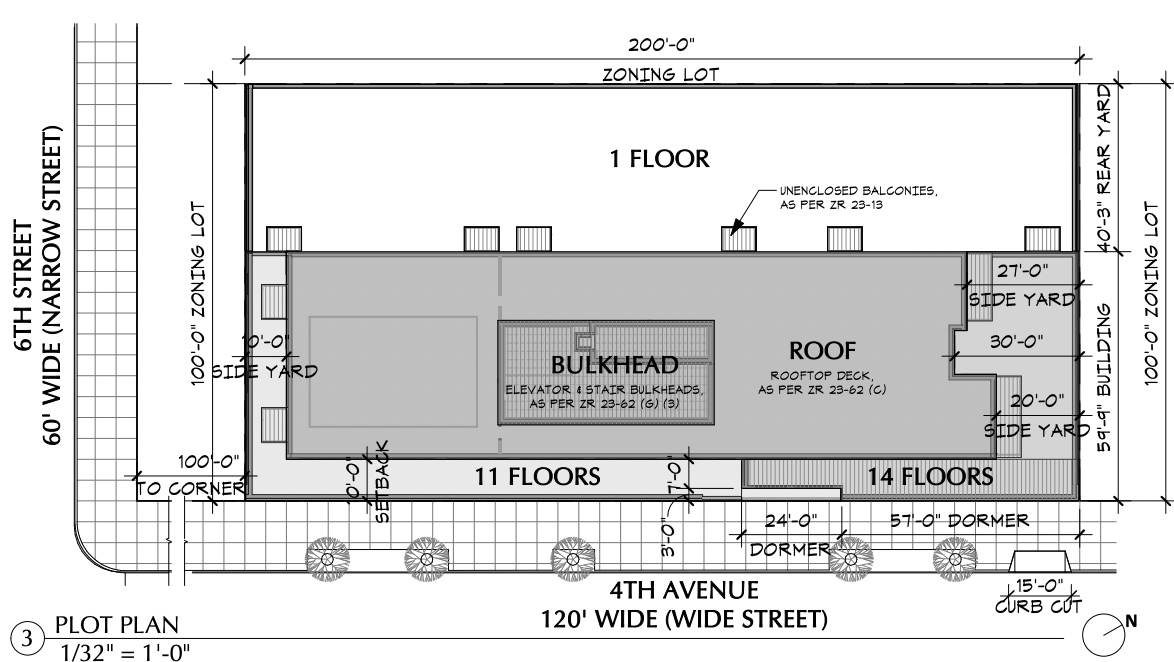 200'-0"
ZONING LOT
1 FLOOR
UNENCLOSED BALCONIES,
AS PER ZR 23-13
40'-3" REAR YARD
100'-0" ZONING LOT
6TH STREET
60' WIDE (NARROW STREET)
100'-0" ZONING LOT
27'-0"
SIDE YARD
30'-0"
59'-9" BUILDING
20'-0"
SIDE YARD
SIDE YARD
BULKHEAD
ELEVATOR & STAIR BULKHEADS,
AS PER ZR 23-62 (G) (3)
ROOF
ROOFTOP DECK,
AS PER ZR 23-62 (C)
100'-0"
TO CORNER
SETBACK
11 FLOORS
7'-0"
3'-0"
14 FLOORS
24'-0"
DORMER
57'-0" DORMER
4TH AVENUE
120' WIDE (WIDE STREET)
15'-0"
CURB CUT
3
PLOT PLAN
1/32" = 1'-0"
N